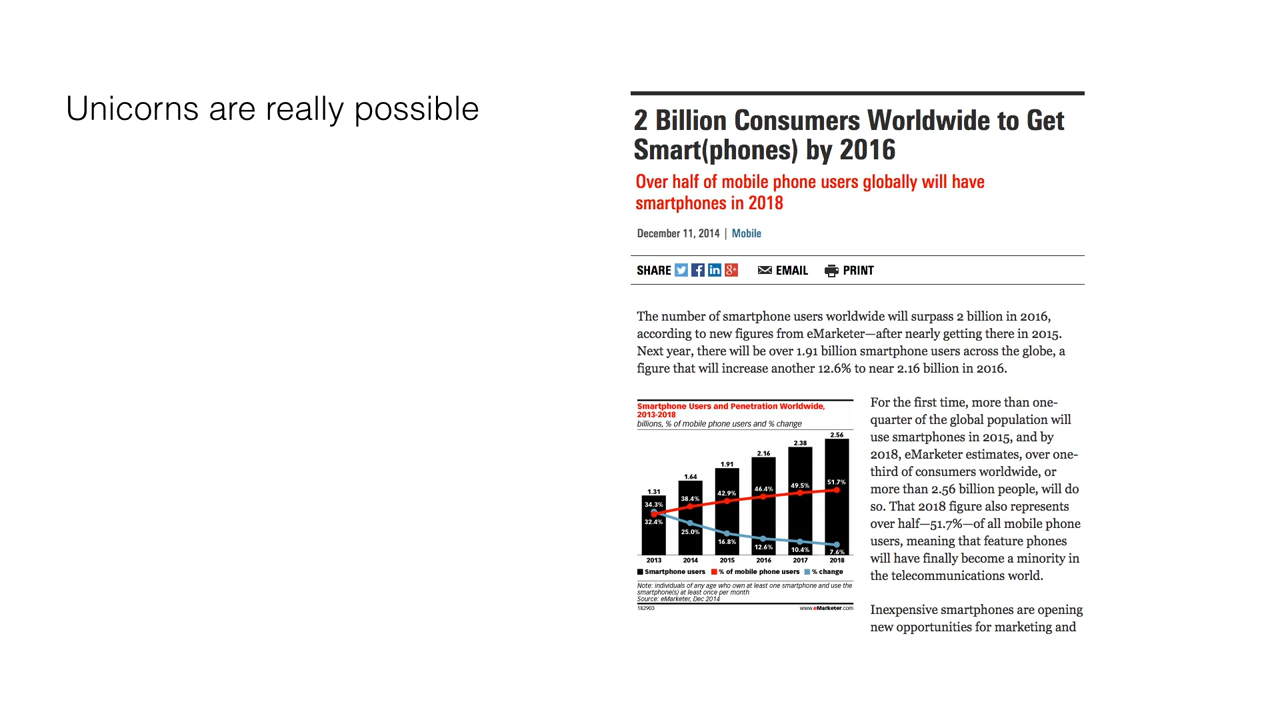 Unicorns are really possible
2 Billion Consumers Worldwide to Get
Smart(phones) by 2016
Over half of mobile phone users globally will have
smartphones in 2018
December 11, 2014 | Mobile
SHARE EMAIL PRINT
The number of smartphone users worldwide will surpass 2 billion in 2016,
according to new figures from eMarketer—after nearly getting there in 2015.
Next year, there will be over 1.91 billion smartphone users across the globe, a
figure that will increase another 12.6% to near 2.16 billion in 2016.
Smartphone Users and Penetration Worldwide,
2013-2018
billions, % of mobile phone users and % change
2.56
2.38
2.16
1.91
1.64
1.31
51.7%
49.5%
46.4%
42.9%
38.4%
34.3%
32.4%
25.0%
16.8%
12.6%
10.4%
7.6%
2013 2014 2015 2016 2017 2018
Smartphone users % of mobile phone users % change
Note: individuals of any age who own at least one smartphone and use the
smartphone(s) at least once per month
Source: eMarketer, Dec 2014
182903 www.eMarketer.com
For the first time, more than one-
quarter of the global population will
use smartphones in 2015, and by
2018, eMarketer estimates, over one-
third of consumers worldwide, or
more than 2.56 billion people, will do
so. That 2018 figure also represents
over half—51.7%—of all mobile phone
users, meaning that feature phones
will have finally become a minority in
the telecommunications world.
Inexpensive smartphones are opening
new opportunities for marketing and